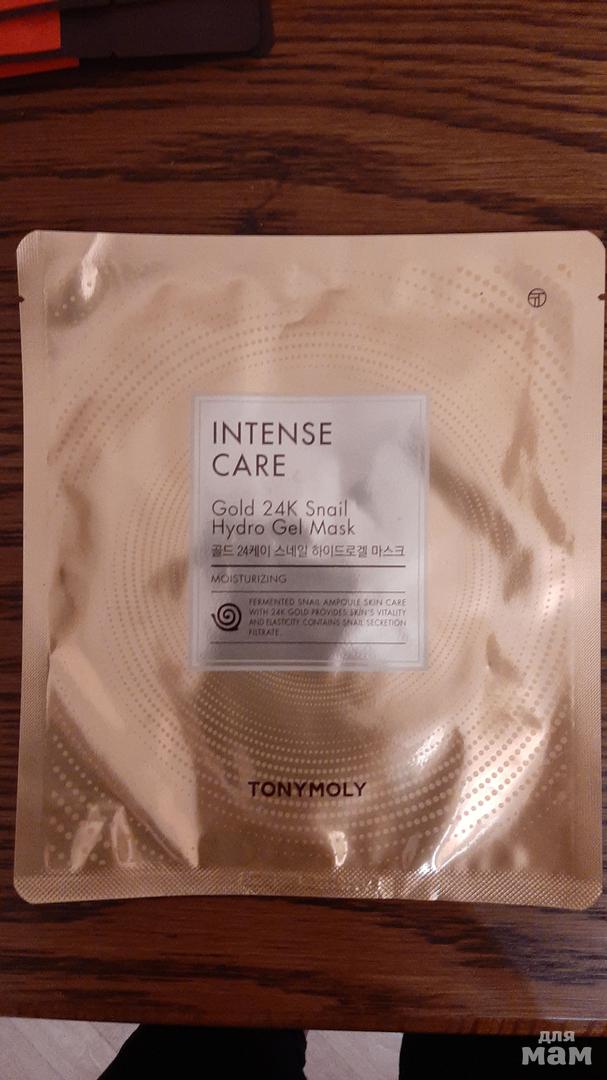 INTENSE
CARE
Gold 24K Snail
Hydro Gel Mask
골드 24케이 스네일 하이드로겔 마스크
MOISTURIZING
FERMENTED SNAIL AMPOULE SKIN CARE
WITH 24K GOLD PROVIDES SKIN'S VITALITY
AND ELASTICITY CONTAINS SNAIL SECRETION
FILTRATE.
TONYMOLY
для
мам